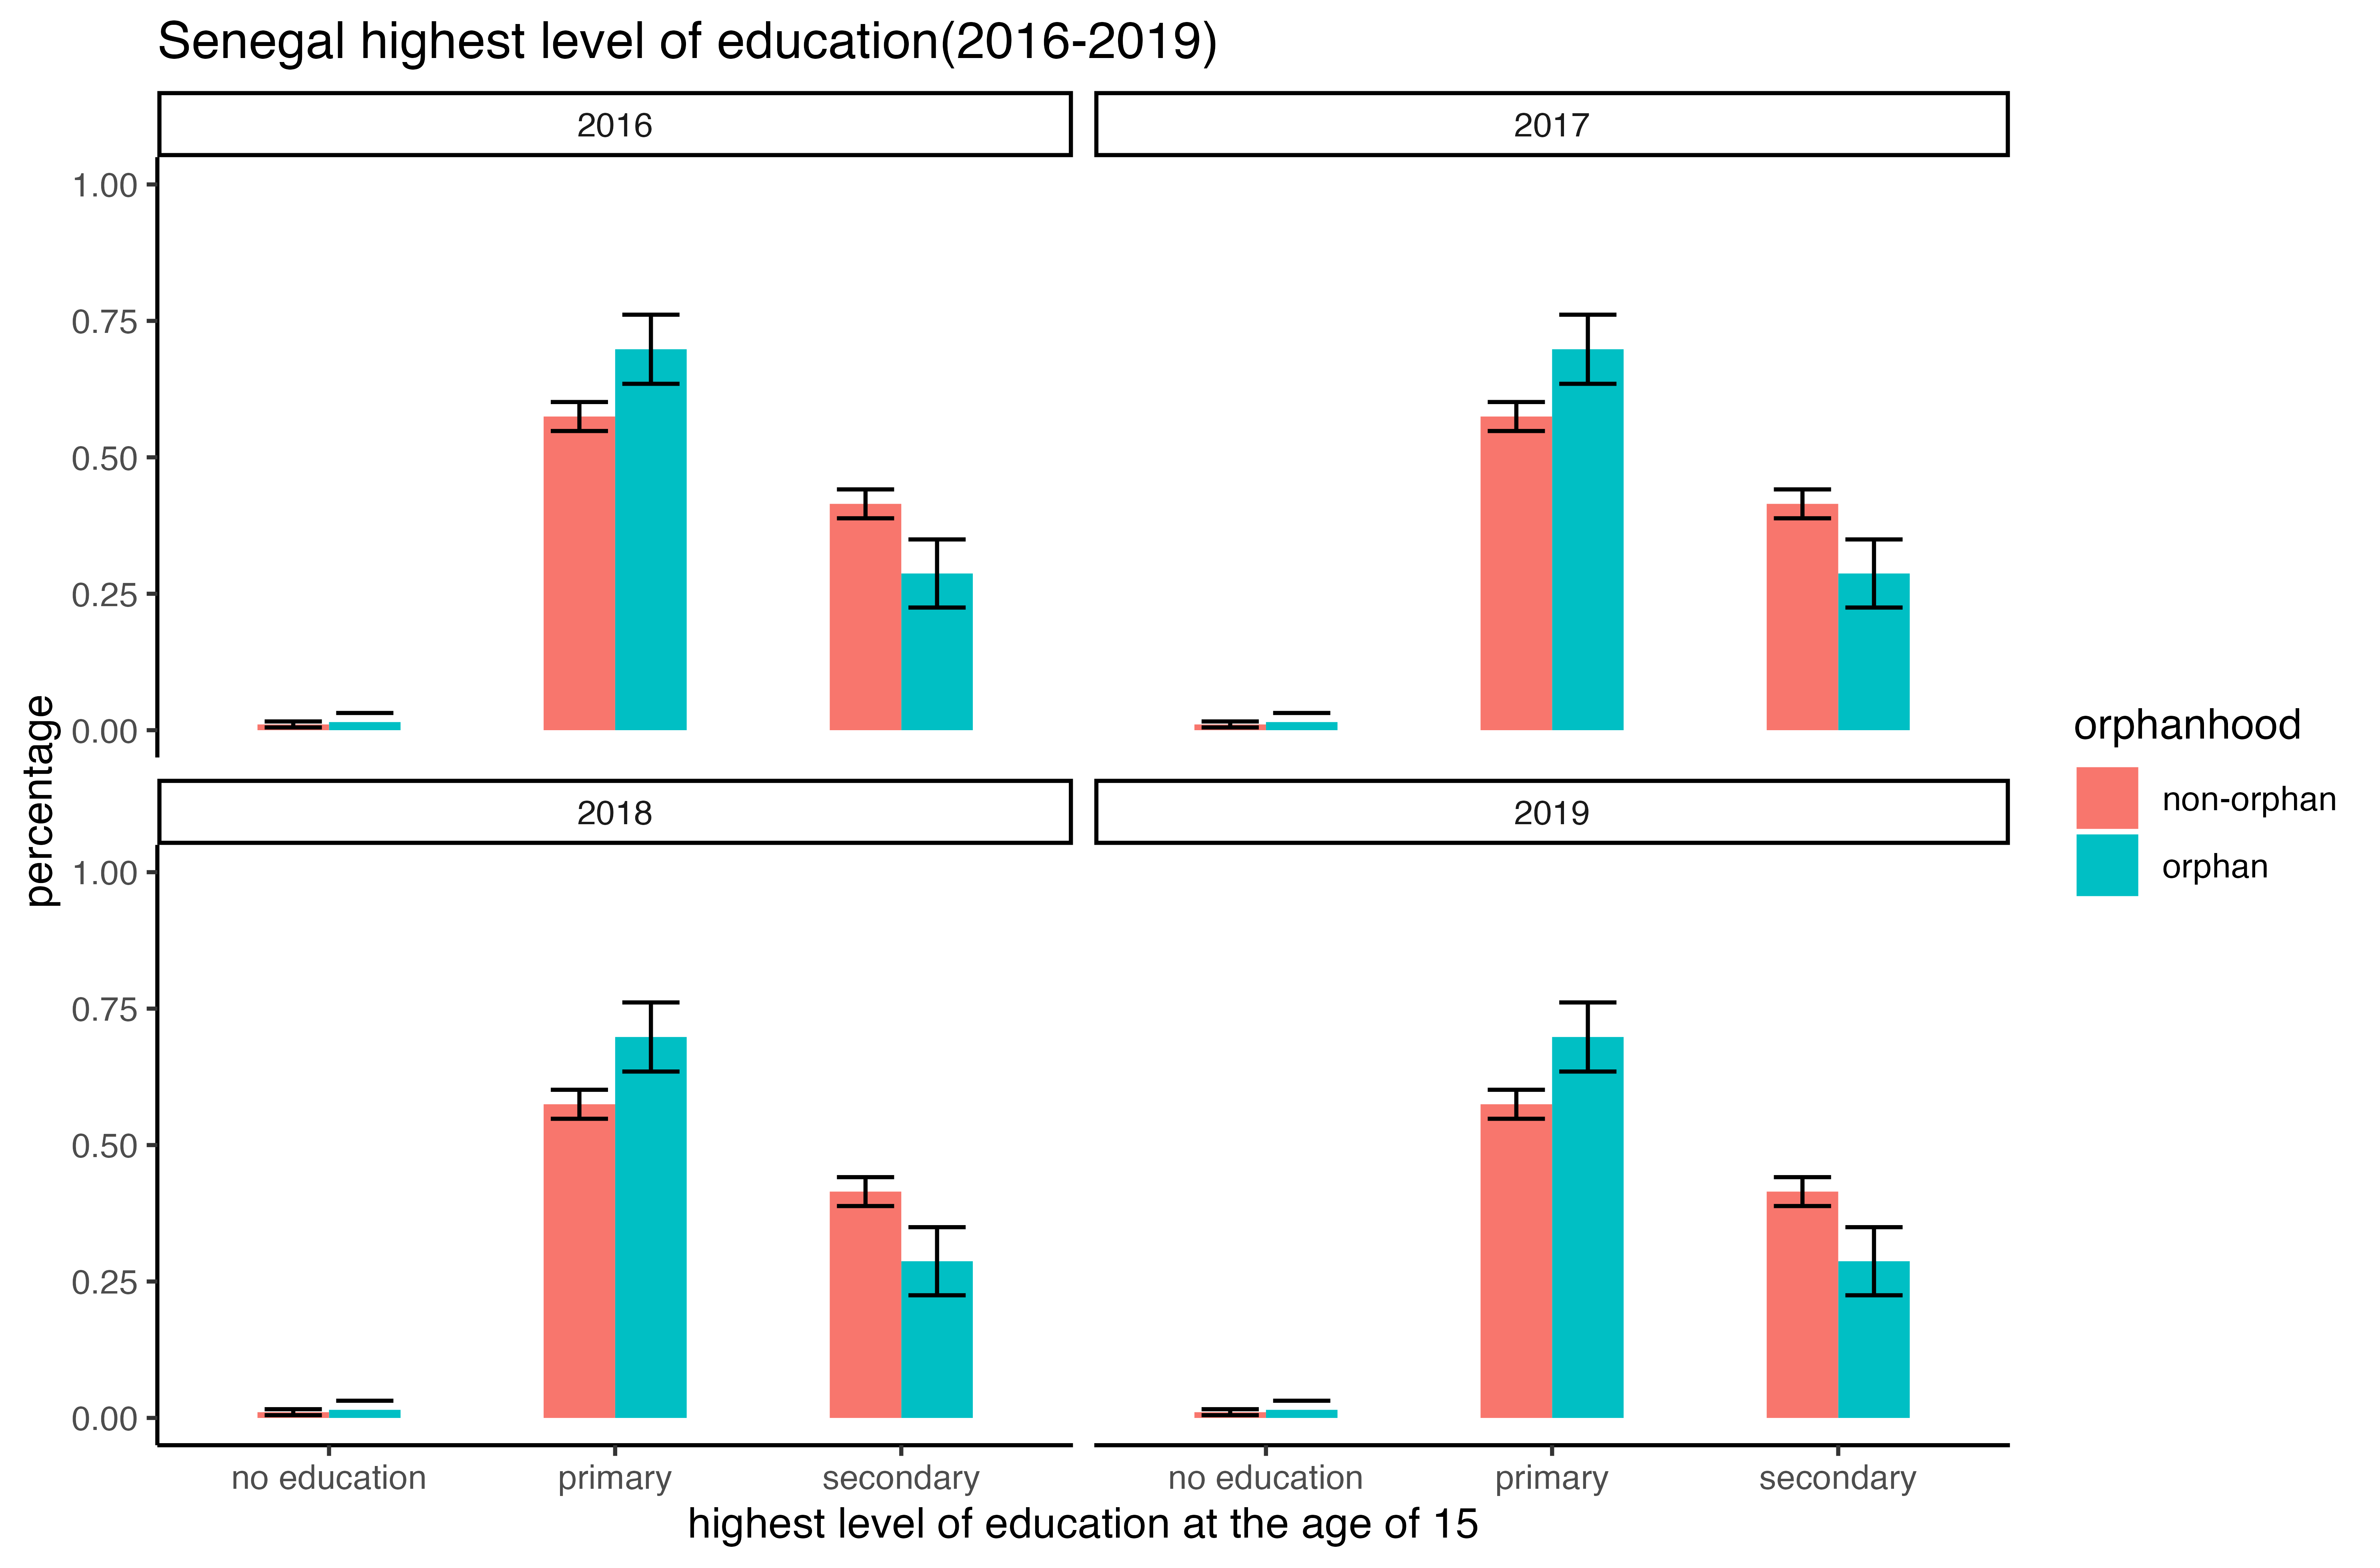 Senegal highest level of education(2016-2019)
2016
2017
1.00
0.75
0.50
0.25
0.00
percentage
2018
2019
1.00
0.75
0.50
0.25
0.00
no education
primary
secondary
no education
primary
secondary
highest level of education at the age of 15
orphanhood
non-orphan
orphan